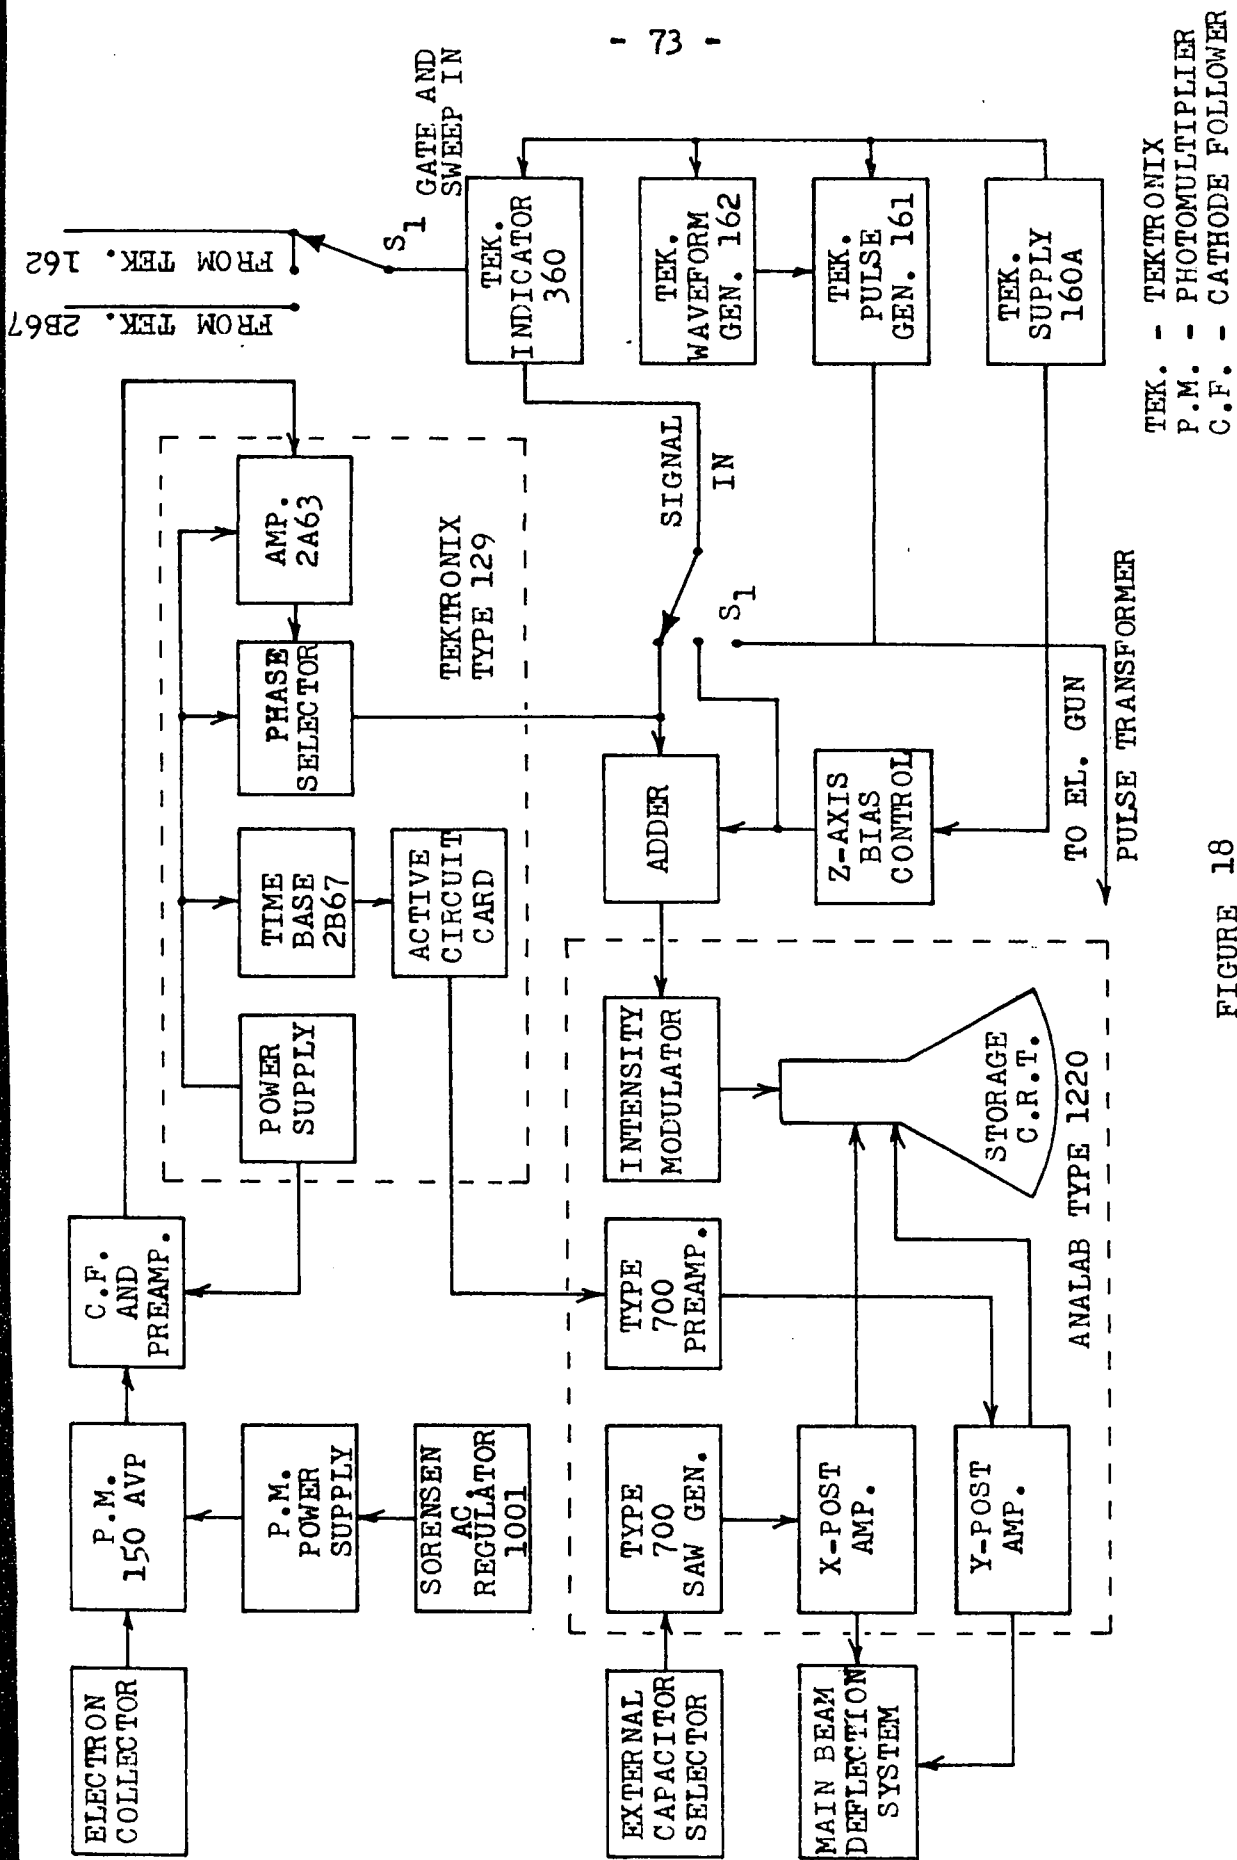 - 73 -
ELECTRON
COLLECTOR
P.M.
150 AVP
C.F.
AND
PREAMP.
P.M.
POWER
SUPPLY
SORENSEN
AC.
REGULATOR
1001
POWER
SUPPLY
TIME
BASE
2B67
ACTIVE
CIRCUIT
CARD
PHASE
SELECTOR
AMP.
2A63
TEKTRONIX
TYPE 129
FROM TEK. 2B67
FROM TEK. 162
S1
GATE AND
SWEEP IN
TEK.
INDICATOR
360
TEK.
WAVEFORM
GEN. 162
TEK.
PULSE
GEN. 161
TEK.
SUPPLY
160A
SIGNAL
IN
S1
ADDER
Z-AXIS
BIAS
CONTROL
TO EL. GUN
PULSE TRANSFORMER
EXTERNAL
CAPACITOR
SELECTOR
TYPE
700
SAW GEN.
TYPE
700
PREAMP.
INTENSITY
MODULATOR
MAIN BEAM
DEFLECTION
SYSTEM
X-POST
AMP.
Y-POST
AMP.
STORAGE
C.R.T.
ANALAB TYPE 1220
TEK. - TEKTRONIX
P.M. - PHOTOMULTIPLIER
C.F. - CATHODE FOLLOWER
FIGURE 18